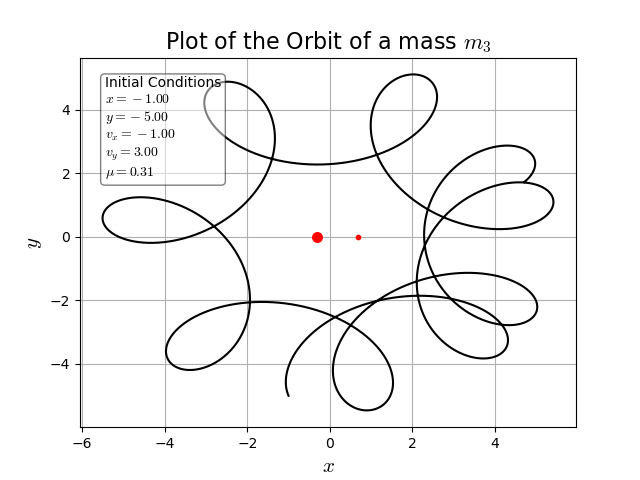 Plot of the Orbit of a mass m₃
Initial Conditions
x = −1.00
y = −5.00
vₓ = −1.00
v_y = 3.00
μ = 0.31
4
2
0
−2
−4
y
−6 −4 −2 0 2 4
x